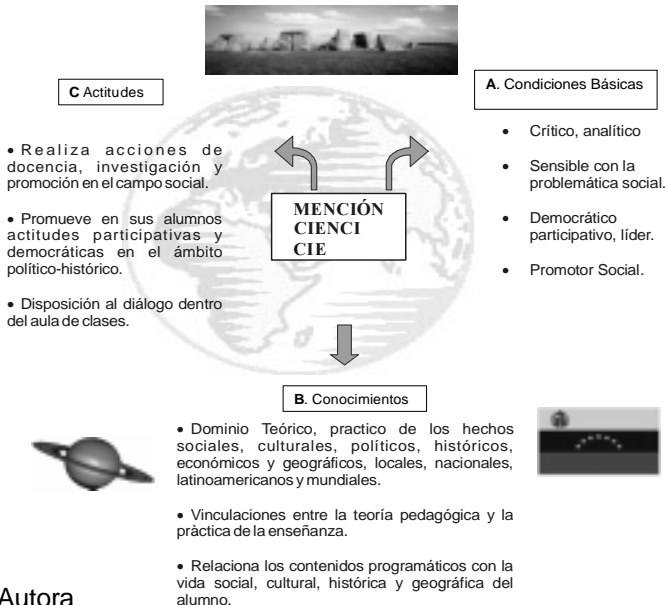 C Actitudes
• Realiza acciones de
docencia, investigación y
promoción en el campo social.
• Promueve en sus alumnos
actitudes participativas y
democráticas en el ámbito
político-histórico.
• Disposición al diálogo dentro
del aula de clases.
A. Condiciones Básicas
• Crítico, analítico
• Sensible con la
problemática social.
• Democrático
participativo, líder.
• Promotor Social.
MENCIÓN
CIENCI
CIE
B. Conocimientos
• Dominio Teórico, practico de los hechos
sociales, culturales, políticos, históricos,
económicos y geográficos, locales, nacionales,
latinoamericanos y mundiales.
• Vinculaciones entre la teoría pedagógica y la
pràctica de la enseñanza.
• Relaciona los contenidos programáticos con la
vida social, cultural, histórica y geográfica del
alumno.
Autora